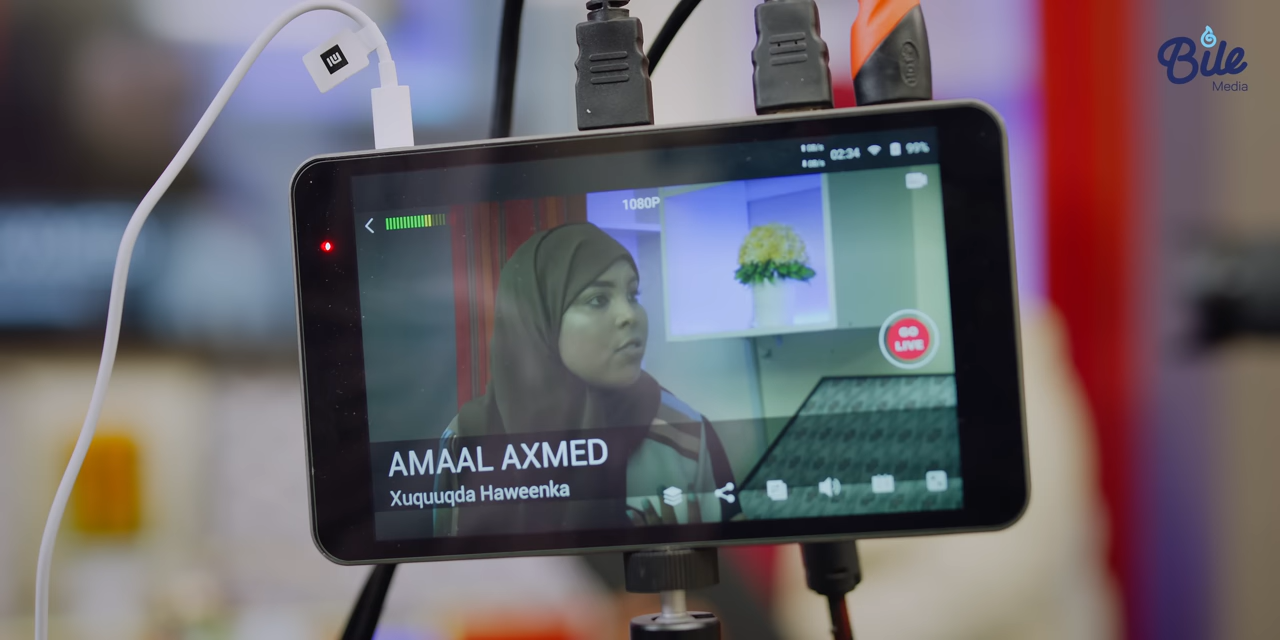 Bile
Media
02:34
99%
1080P
GO
LIVE
AMAAL AXMED
Xuquuqda Haweenka